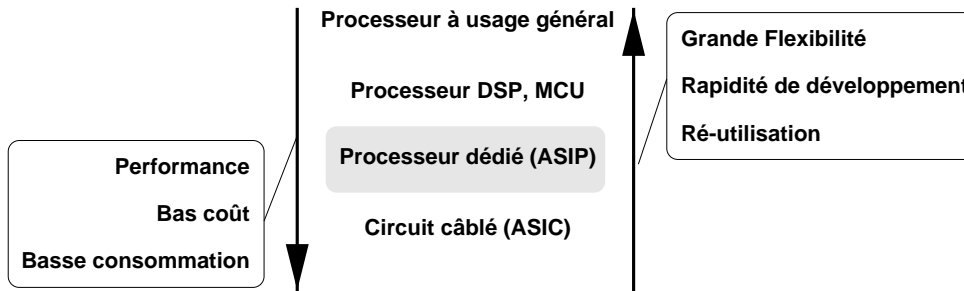 Processeur à usage général
Processeur DSP, MCU
Processeur dédié (ASIP)
Circuit câblé (ASIC)
Performance
Bas coût
Basse consommation
Grande Flexibilité
Rapidité de développement
Ré-utilisation